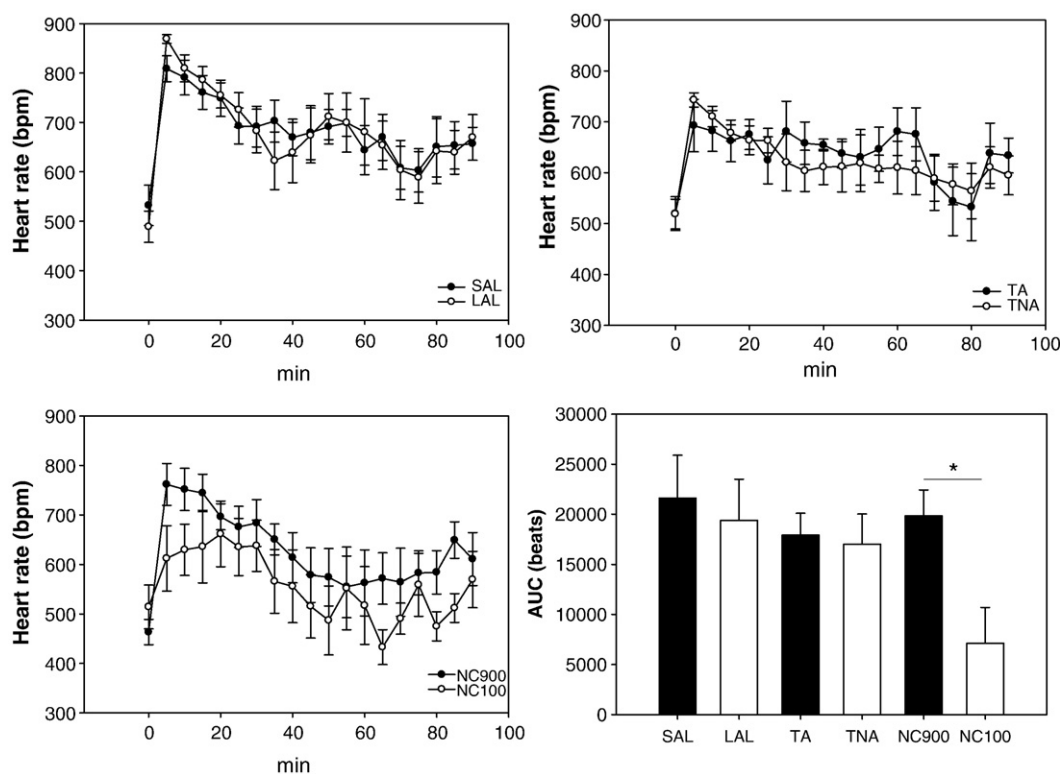 900
800
700
600
500
400
300
Heart rate (bpm)
SAL
LAL
0 20 40 60 80 100
min
900
800
700
600
500
400
300
Heart rate (bpm)
TA
TNA
0 20 40 60 80 100
min
900
800
700
600
500
400
300
Heart rate (bpm)
NC900
NC100
0 20 40 60 80 100
min
30000
25000
20000
15000
10000
5000
0
AUC (beats)
*
SAL LAL TA TNA NC900 NC100